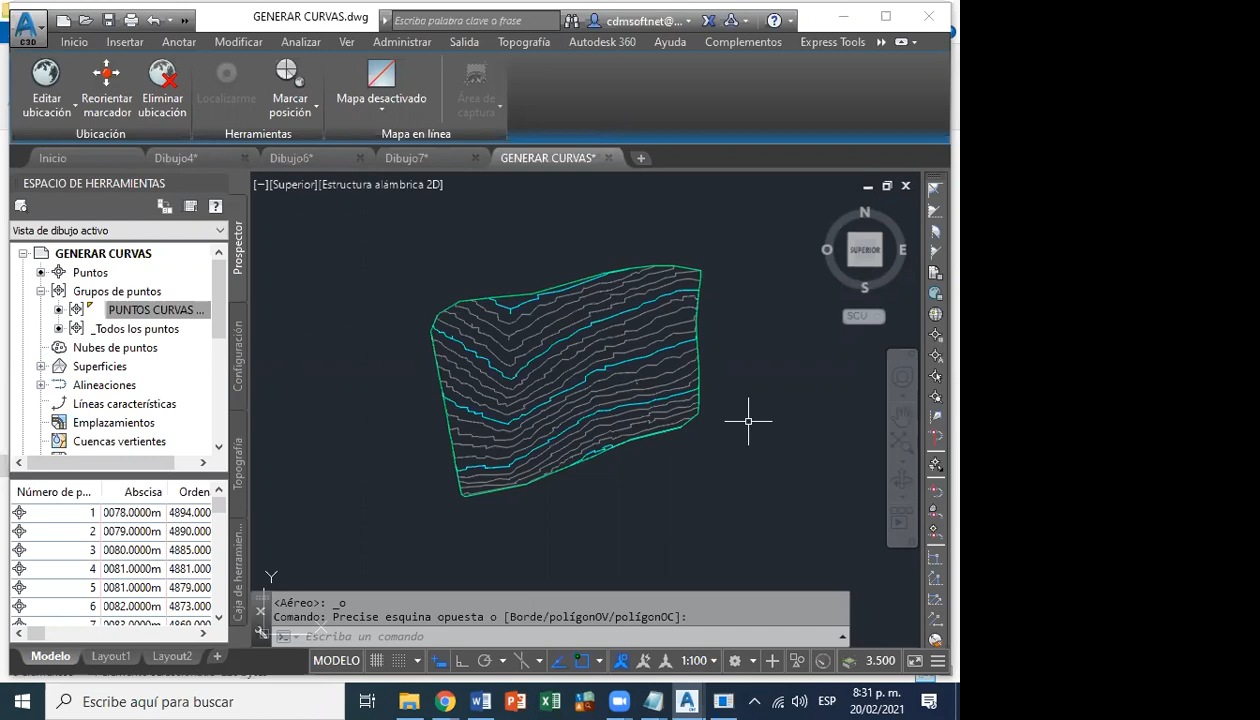 GENERAR CURVAS.dwg
Escriba palabra clave o frase
cdmsoftnet@...
C3D
Inicio Insertar Anotar Modificar Analizar Ver Administrar Salida Topografía Autodesk 360 Ayuda Complementos Express Tools
Editar ubicación
Reorientar marcador
Eliminar ubicación
Localizarme
Marcar posición
Mapa desactivado
Área de captura
Ubicación Herramientas Mapa en línea
Inicio Dibujo4* Dibujo6* Dibujo7* GENERAR CURVAS*
ESPACIO DE HERRAMIENTAS
[−][Superior][Estructura alámbrica 2D]
Vista de dibujo activo
GENERAR CURVAS
Puntos
Grupos de puntos
PUNTOS CURVAS ...
_Todos los puntos
Nubes de puntos
Superficies
Alineaciones
Líneas características
Emplazamientos
Cuencas vertientes
Prospector
Configuración
Topografía
Caja de herramien...
N
O SUPERIOR E
S
SCU
Número de p... Abscisa Orden
1 0078.0000m 4894.000
2 0079.0000m 4890.000
3 0080.0000m 4885.000
4 0081.0000m 4881.000
5 0081.0000m 4879.000
6 0082.0000m 4873.000
7 0083.0000m 4869.000
Y
X
<Aéreo>: _o
Comando: Precise esquina opuesta o [Borde/polígonOV/polígonOC]:
Escriba un comando
Modelo Layout1 Layout2 +
MODELO 1:100 3.500
Escribe aquí para buscar
ESP
8:31 p. m.
20/02/2021